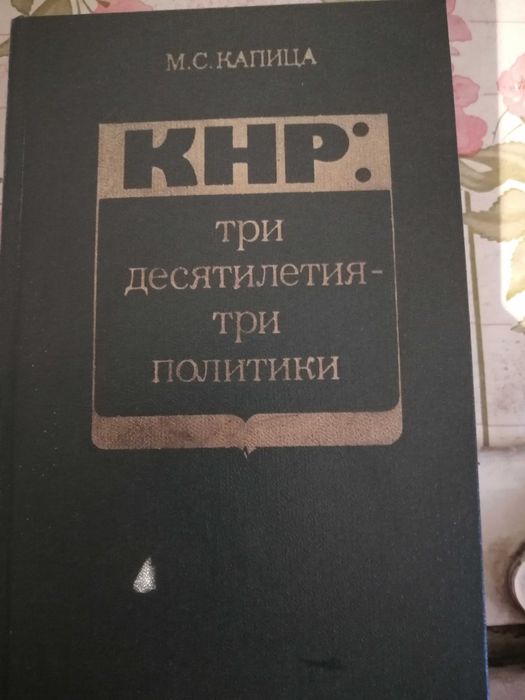 М.С.КАПИЦА
КНР:
три
десятилетия-
три
политики